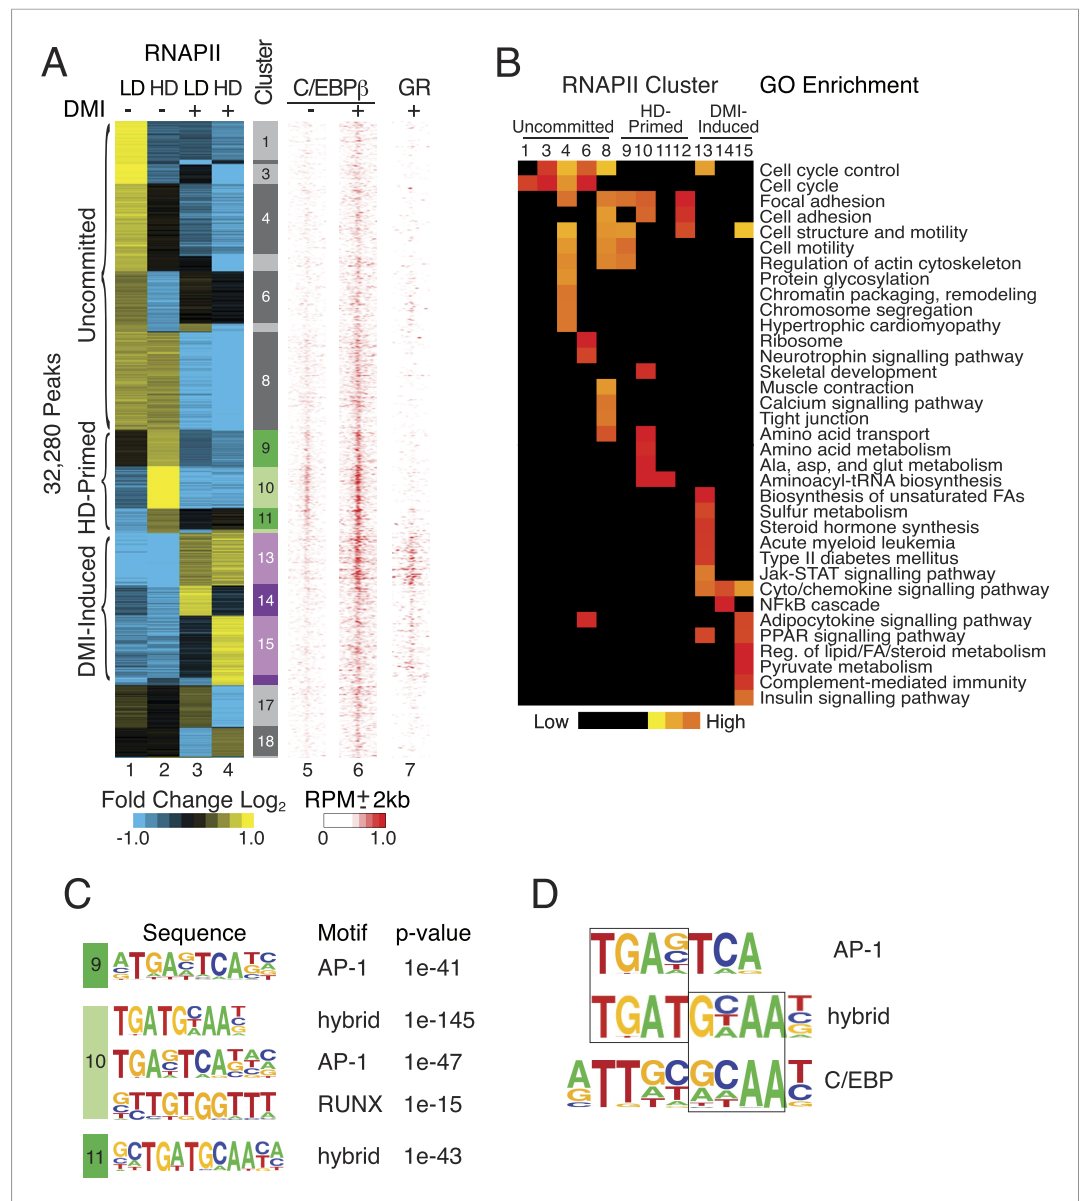 A
RNAPII
LD HD LD HD
DMI - - + +
Cluster
C/EBPβ GR
- + +
32,280 Peaks
Uncommitted
HD-Primed
DMI-Induced
1
3
4
6
8
9
10
11
13
14
15
17
18
1 2 3 4 5 6 7
Fold Change Log2
-1.0 1.0
RPM±2kb
0 1.0
B
RNAPII Cluster GO Enrichment
Uncommitted HD-Primed DMI-Induced
1 3 4 6 8 9 10 11 12 13 14 15
Cell cycle control
Cell cycle
Focal adhesion
Cell adhesion
Cell structure and motility
Cell motility
Regulation of actin cytoskeleton
Protein glycosylation
Chromatin packaging, remodeling
Chromosome segregation
Hypertrophic cardiomyopathy
Ribosome
Neurotrophin signalling pathway
Skeletal development
Muscle contraction
Calcium signalling pathway
Tight junction
Amino acid transport
Amino acid metabolism
Ala, asp, and glut metabolism
Aminoacyl-tRNA biosynthesis
Biosynthesis of unsaturated FAs
Sulfur metabolism
Steroid hormone synthesis
Acute myeloid leukemia
Type II diabetes mellitus
Jak-STAT signalling pathway
Cyto/chemokine signalling pathway
NFkB cascade
Adipocytokine signalling pathway
PPAR signalling pathway
Reg. of lipid/FA/steroid metabolism
Pyruvate metabolism
Complement-mediated immunity
Insulin signalling pathway
Low High
C
Sequence Motif p-value
9 ATGAGTCATC AP-1 1e-41
10 TGATGCAAT hybrid 1e-145
TGAGTCATAC AP-1 1e-47
GTTGTGGTTT RUNX 1e-15
11 GCTGATGCAACA hybrid 1e-43
D
TGAGTCA AP-1
TGATGCAAT hybrid
ATTGCGCAAT C/EBP